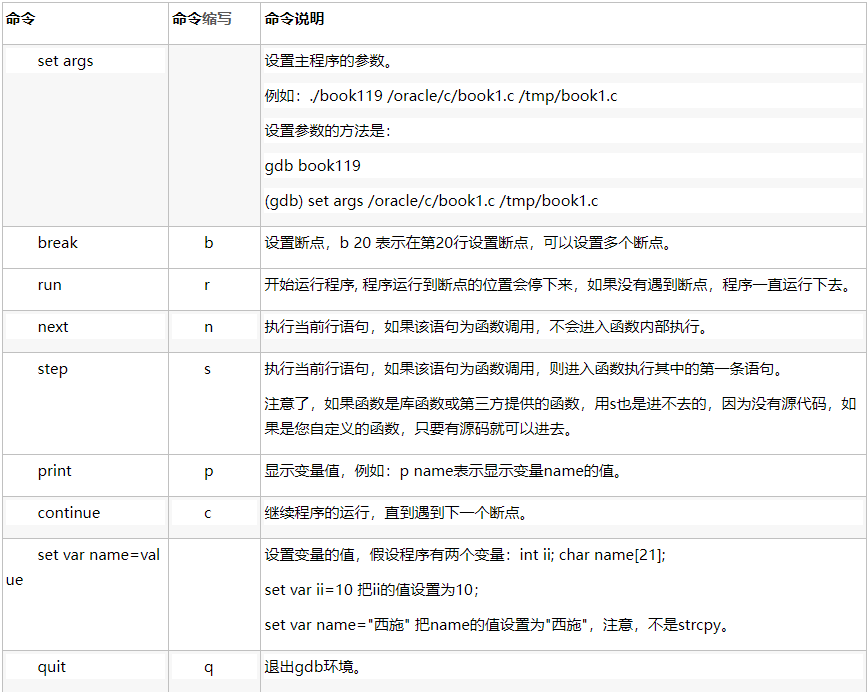 命令 命令缩写 命令说明
set args 设置主程序的参数。
例如：./book119 /oracle/c/book1.c /tmp/book1.c
设置参数的方法是：
gdb book119
(gdb) set args /oracle/c/book1.c /tmp/book1.c
break b 设置断点，b 20 表示在第20行设置断点，可以设置多个断点。
run r 开始运行程序, 程序运行到断点的位置会停下来，如果没有遇到断点，程序一直运行下去。
next n 执行当前行语句，如果该语句为函数调用，不会进入函数内部执行。
step s 执行当前行语句，如果该语句为函数调用，则进入函数执行其中的第一条语句。
注意了，如果函数是库函数或第三方提供的函数，用s也是进不去的，因为没有源代码，如
果是您自定义的函数，只要有源码就可以进去。
print p 显示变量值，例如：p name表示显示变量name的值。
continue c 继续程序的运行，直到遇到下一个断点。
set var name=val 设置变量的值，假设程序有两个变量：int ii; char name[21];
ue
set var ii=10 把ii的值设置为10；
set var name="西施" 把name的值设置为"西施"，注意，不是strcpy。
quit q 退出gdb环境。